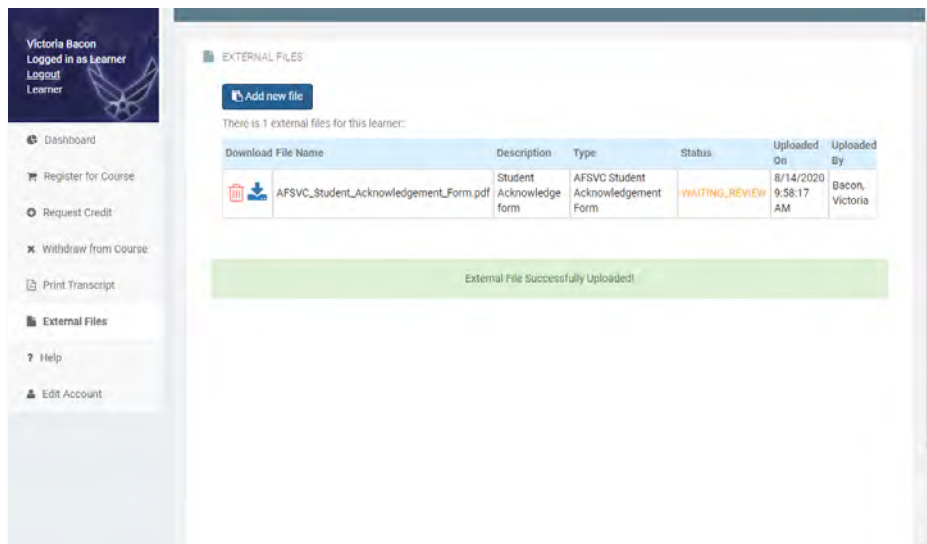 Victoria Bacon
Logged in as Learner
Logout
Learner
Dashboard
Register for Course
Request Credit
Withdraw from Course
Print Transcript
External Files
Help
Edit Account
EXTERNAL FILES
Add new file
There is 1 external files for this learner:
Download File Name Description Type Status Uploaded On Uploaded By
AFSVC_Student_Acknowledgement_Form.pdf Student Acknowledge form AFSVC Student Acknowledgement Form WAITING_REVIEW 8/14/2020 9:58:17 AM Bacon, Victoria
External File Successfully Uploaded!